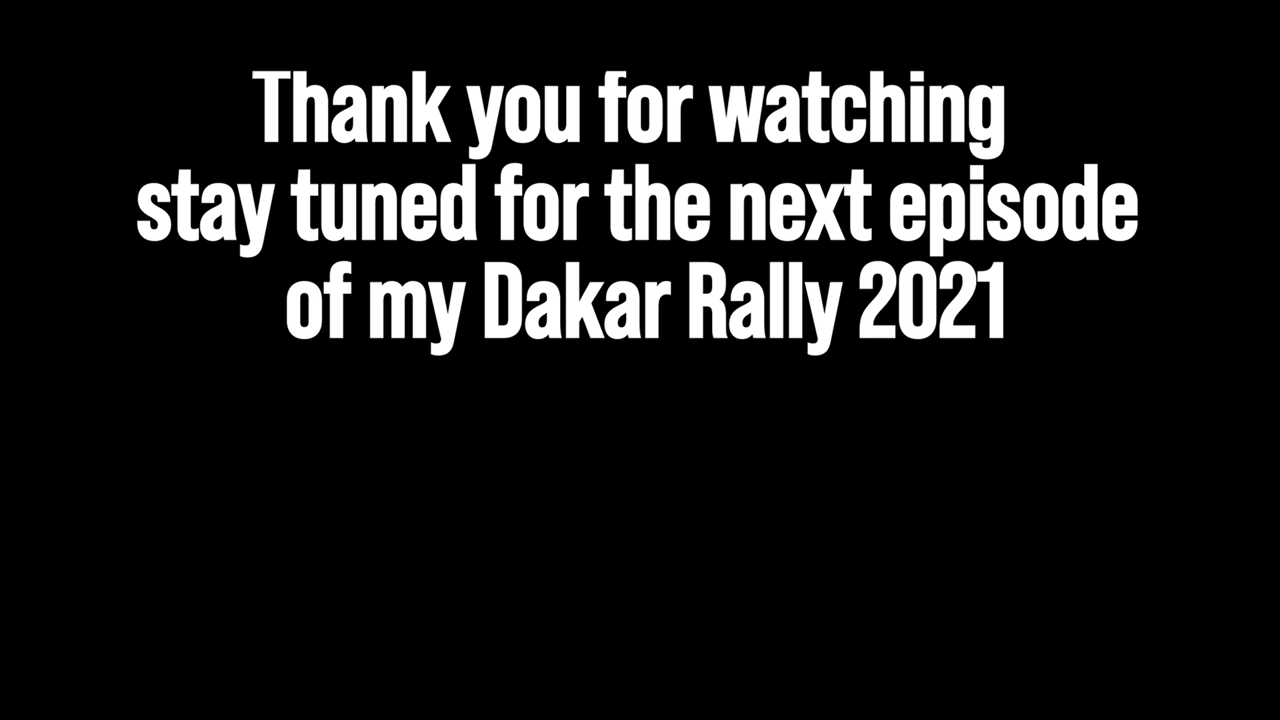 Thank you for watching
stay tuned for the next episode
of my Dakar Rally 2021